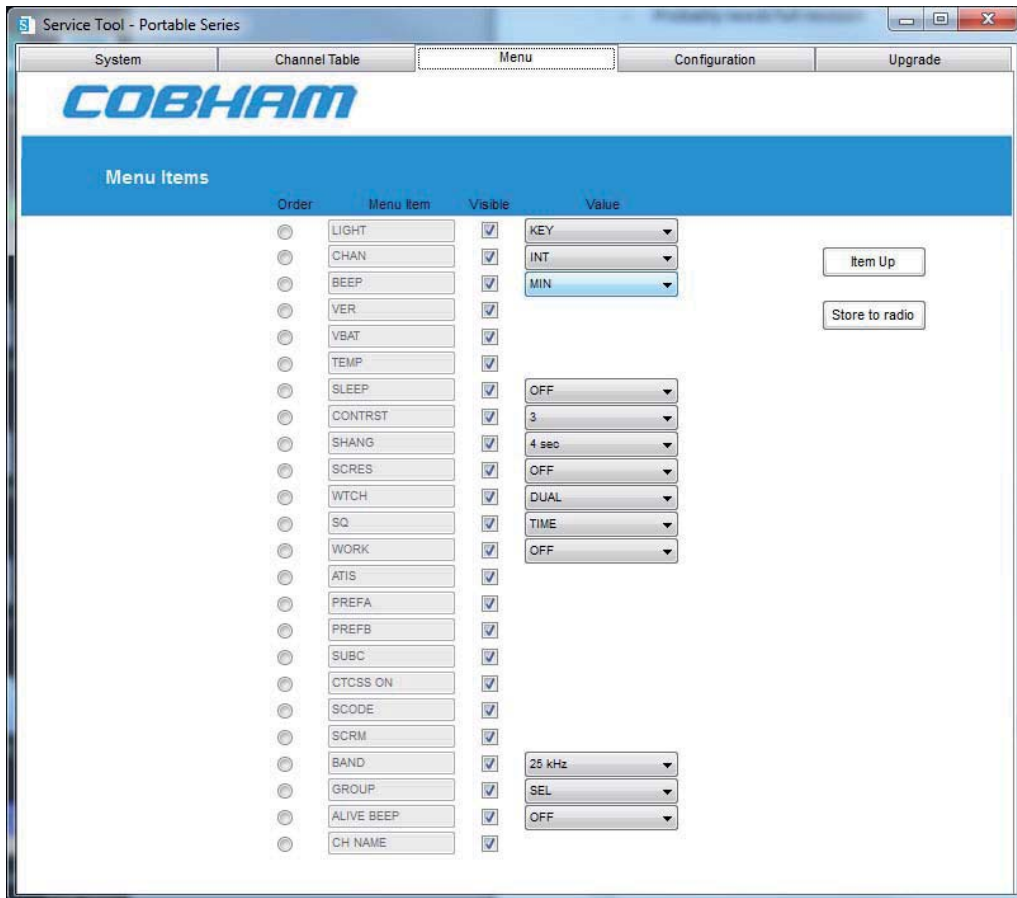 Service Tool - Portable Series
System Channel Table Menu Configuration Upgrade
COBHAM
Menu Items
Order Menu Item Visible Value
LIGHT KEY
CHAN INT
Item Up
BEEP MIN
VER
Store to radio
VBAT
TEMP
SLEEP OFF
CONTRST 3
SHANG 4 sec
SCRES OFF
WTCH DUAL
SQ TIME
WORK OFF
ATIS
PREFA
PREFB
SUBC
CTCSS ON
SCODE
SCRM
BAND 25 kHz
GROUP SEL
ALIVE BEEP OFF
CH NAME